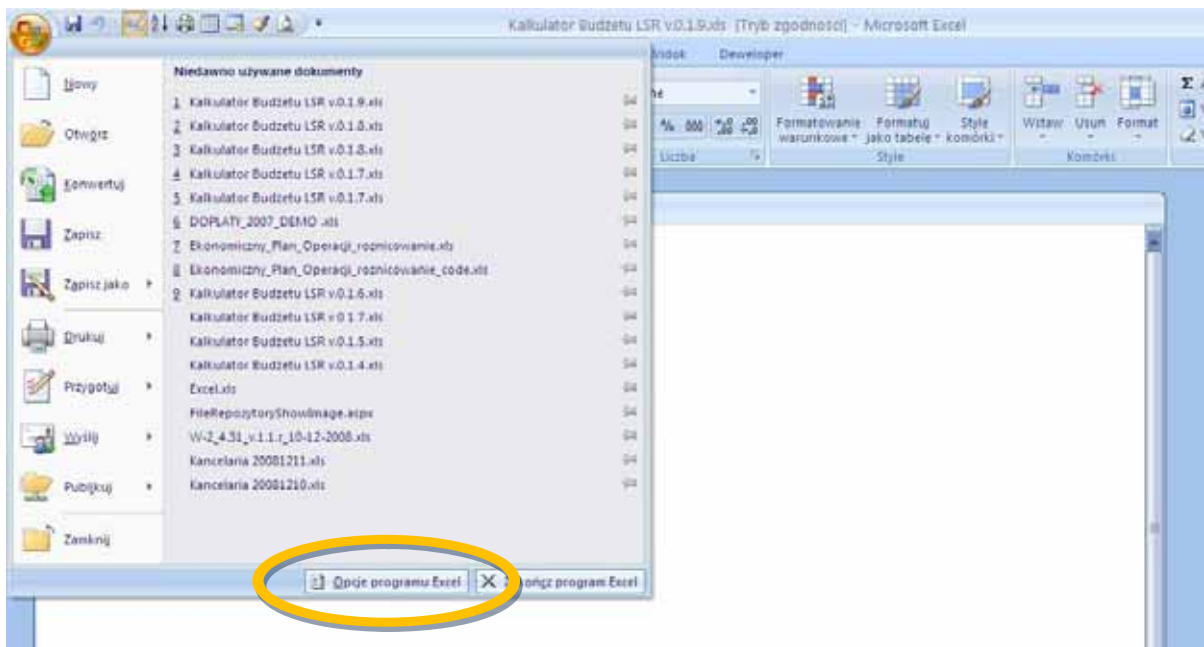 Kalkulator Budżetu LSR v.0.1.9.xls [Tryb zgodności] - Microsoft Excel
Widok Deweloper
Nowy
Otwórz
Konwertuj
Zapisz
Zapisz jako
Drukuj
Przygotuj
Wyślij
Publikuj
Zamknij
Niedawno używane dokumenty
1 Kalkulator Budżetu LSR v.0.1.9.xls
2 Kalkulator Budżetu LSR v.0.1.8.xls
3 Kalkulator Budżetu LSR v.0.1.8.xls
4 Kalkulator Budżetu LSR v.0.1.7.xls
5 Kalkulator Budżetu LSR v.0.1.7.xls
6 DOPLATY_2007_DEMO .xls
7 Ekonomiczny_Plan_Operacji_roznicowanie.xls
8 Ekonomiczny_Plan_Operacji_roznicowanie_code.xls
9 Kalkulator Budżetu LSR v.0.1.6.xls
Kalkulator Budżetu LSR v 0 1 7.xls
Kalkulator Budżetu LSR v.0.1.5.xls
Kalkulator Budżetu LSR v.0.1.4.xls
Excel.xls
FileRepozytoryShowImage.aspx
W-2_4.31_v.1.1.r_10-12-2008.xls
Kancelaria 20081211.xls
Kancelaria 20081210.xls
Opcje programu Excel
ończ program Excel
% 000
Liczba
Formatowanie warunkowe
Formatuj jako tabelę
Style komórki
Style
Wstaw Usuń Format
Komórki
Σ